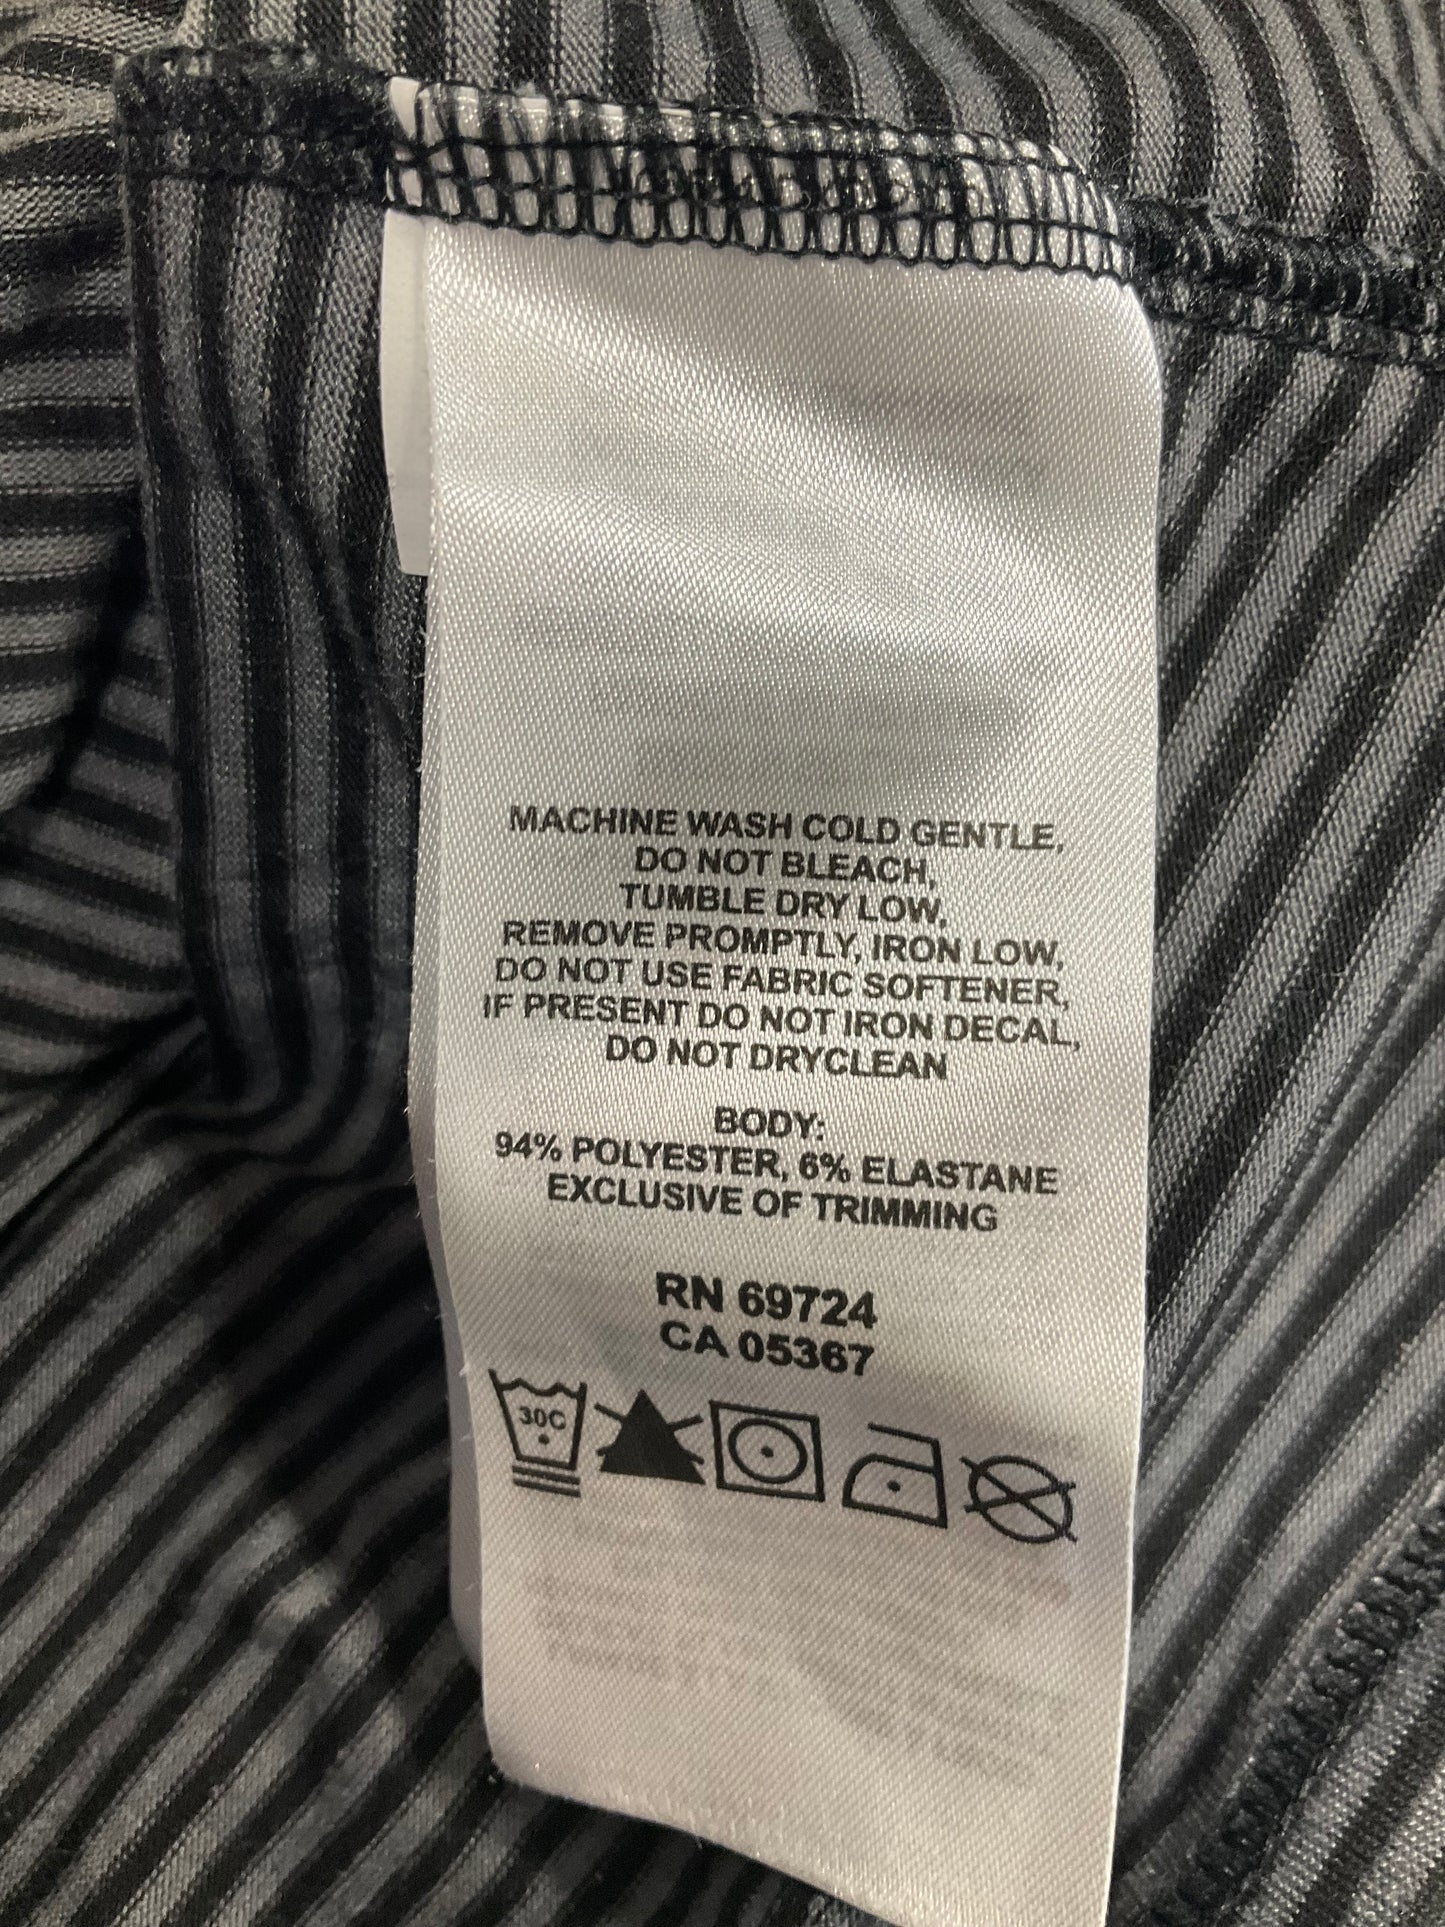 MACHINE WASH COLD GENTLE,
DO NOT BLEACH,
TUMBLE DRY LOW,
REMOVE PROMPTLY, IRON LOW,
DO NOT USE FABRIC SOFTENER,
IF PRESENT DO NOT IRON DECAL,
DO NOT DRYCLEAN
BODY:
94% POLYESTER, 6% ELASTANE
EXCLUSIVE OF TRIMMING
RN 69724
CA 05367
30C